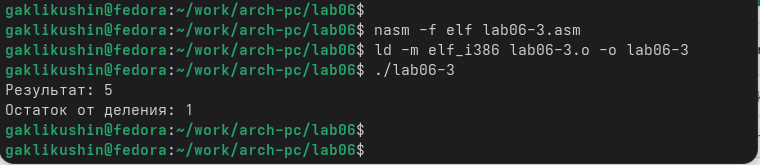 gaklikushin@fedora:~/work/arch-pc/lab06$
gaklikushin@fedora:~/work/arch-pc/lab06$ nasm -f elf lab06-3.asm
gaklikushin@fedora:~/work/arch-pc/lab06$ ld -m elf_i386 lab06-3.o -o lab06-3
gaklikushin@fedora:~/work/arch-pc/lab06$ ./lab06-3
Результат: 5
Остаток от деления: 1
gaklikushin@fedora:~/work/arch-pc/lab06$
gaklikushin@fedora:~/work/arch-pc/lab06$